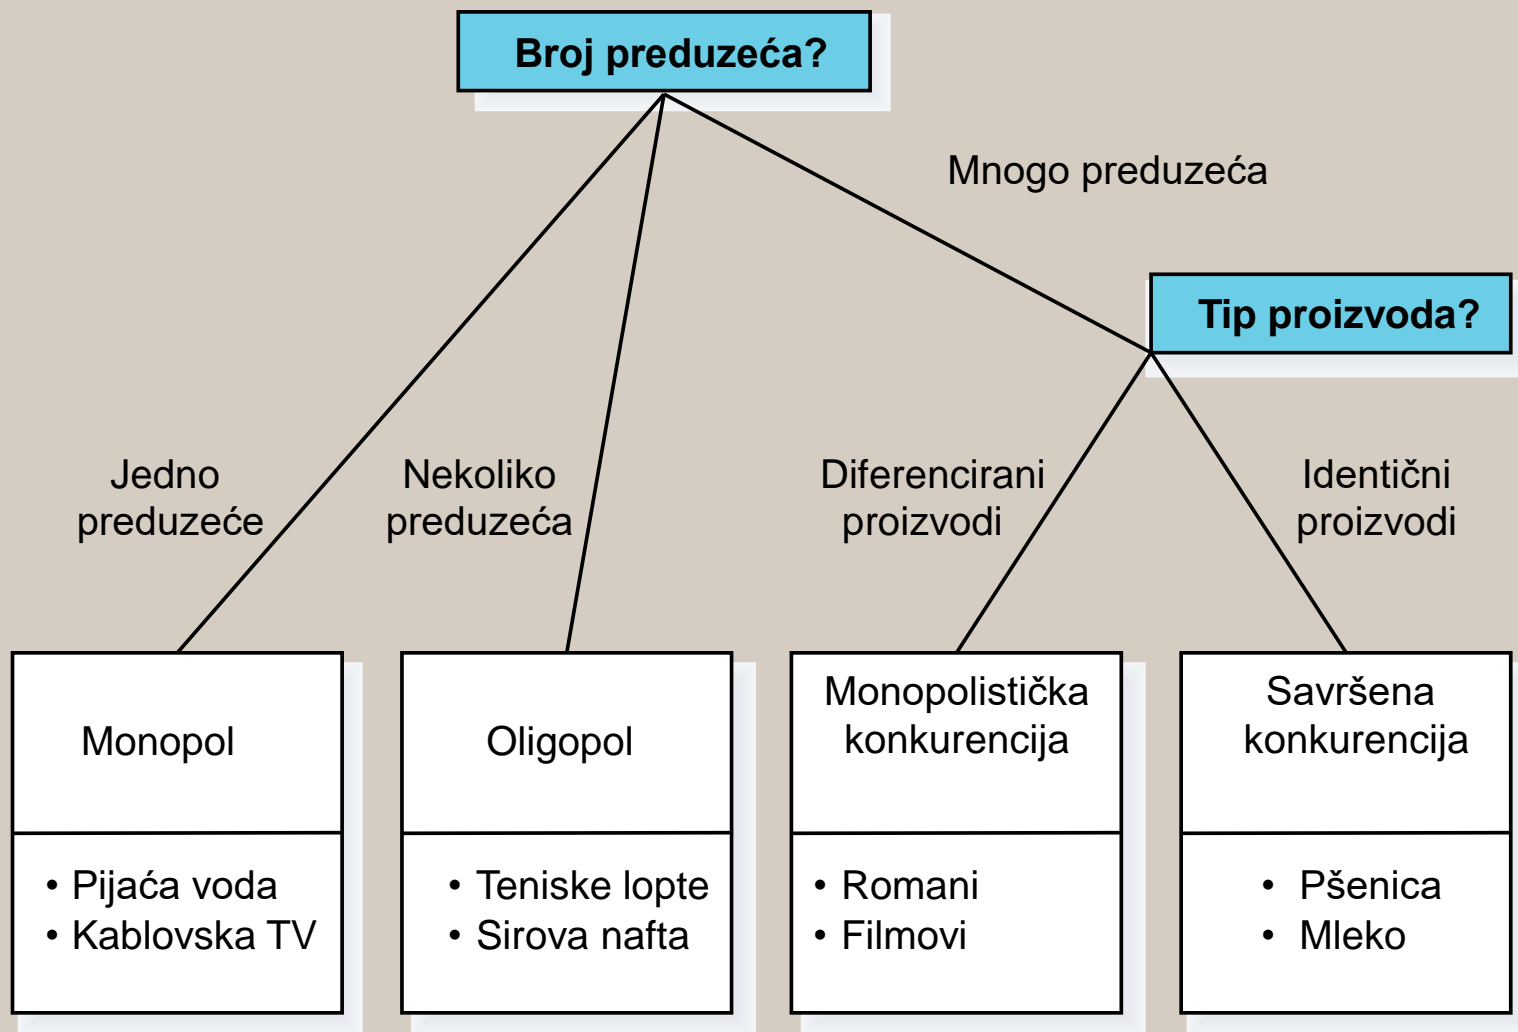 Broj preduzeća?
Mnogo preduzeća
Tip proizvoda?
Jedno
preduzeće
Nekoliko
preduzeća
Diferencirani
proizvodi
Identični
proizvodi
Monopol
Oligopol
Monopolistička
konkurencija
Savršena
konkurencija
• Pijaća voda
• Kablovska TV
• Teniske lopte
• Sirova nafta
• Romani
• Filmovi
• Pšenica
• Mleko